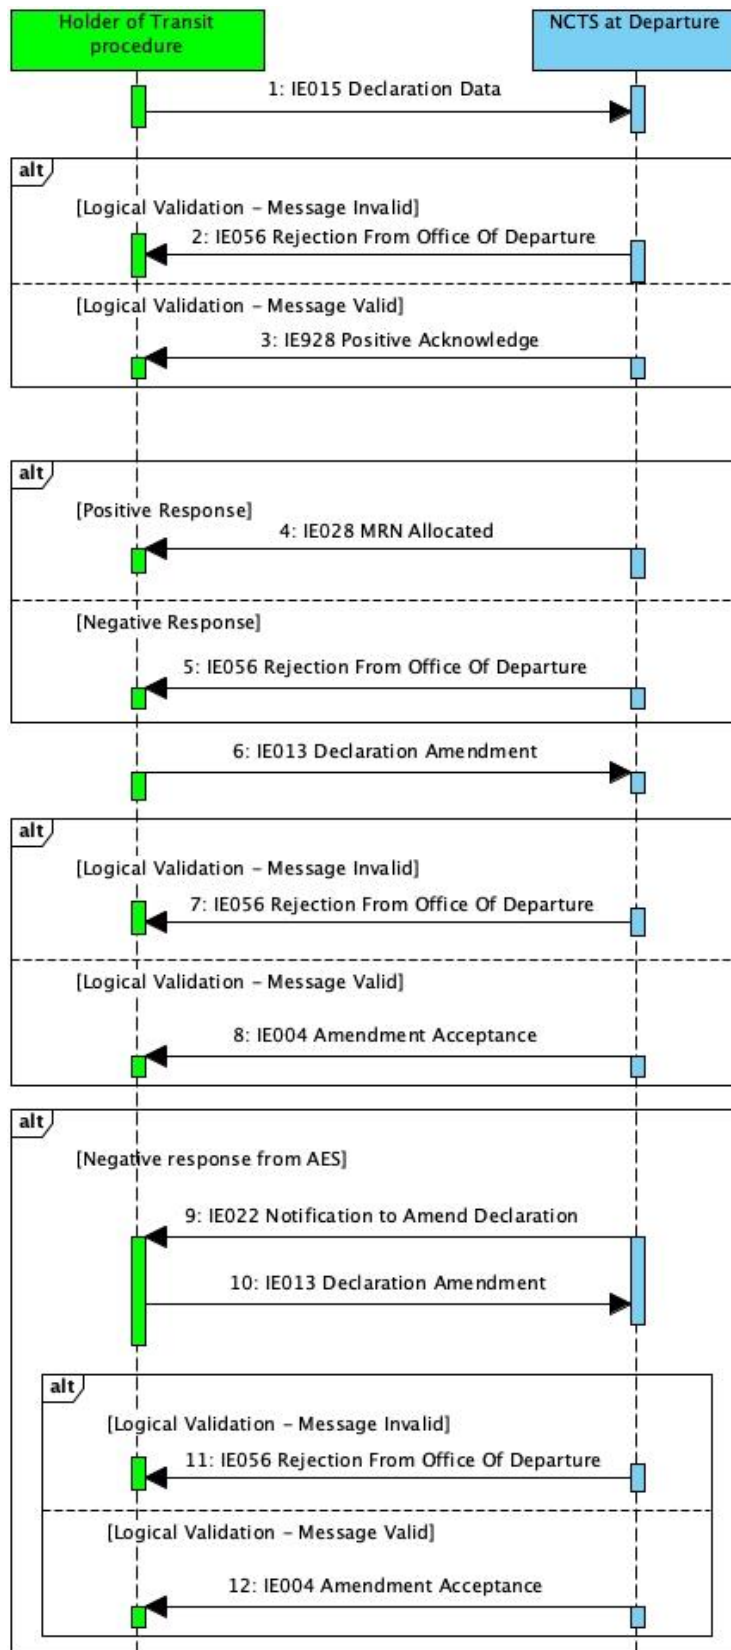 Holder of Transit
procedure
NCTS at Departure
1: IE015 Declaration Data
alt
[Logical Validation – Message Invalid]
2: IE056 Rejection From Office Of Departure
[Logical Validation – Message Valid]
3: IE928 Positive Acknowledge
alt
[Positive Response]
4: IE028 MRN Allocated
[Negative Response]
5: IE056 Rejection From Office Of Departure
6: IE013 Declaration Amendment
alt
[Logical Validation – Message Invalid]
7: IE056 Rejection From Office Of Departure
[Logical Validation – Message Valid]
8: IE004 Amendment Acceptance
alt
[Negative response from AES]
9: IE022 Notification to Amend Declaration
10: IE013 Declaration Amendment
alt
[Logical Validation – Message Invalid]
11: IE056 Rejection From Office Of Departure
[Logical Validation – Message Valid]
12: IE004 Amendment Acceptance